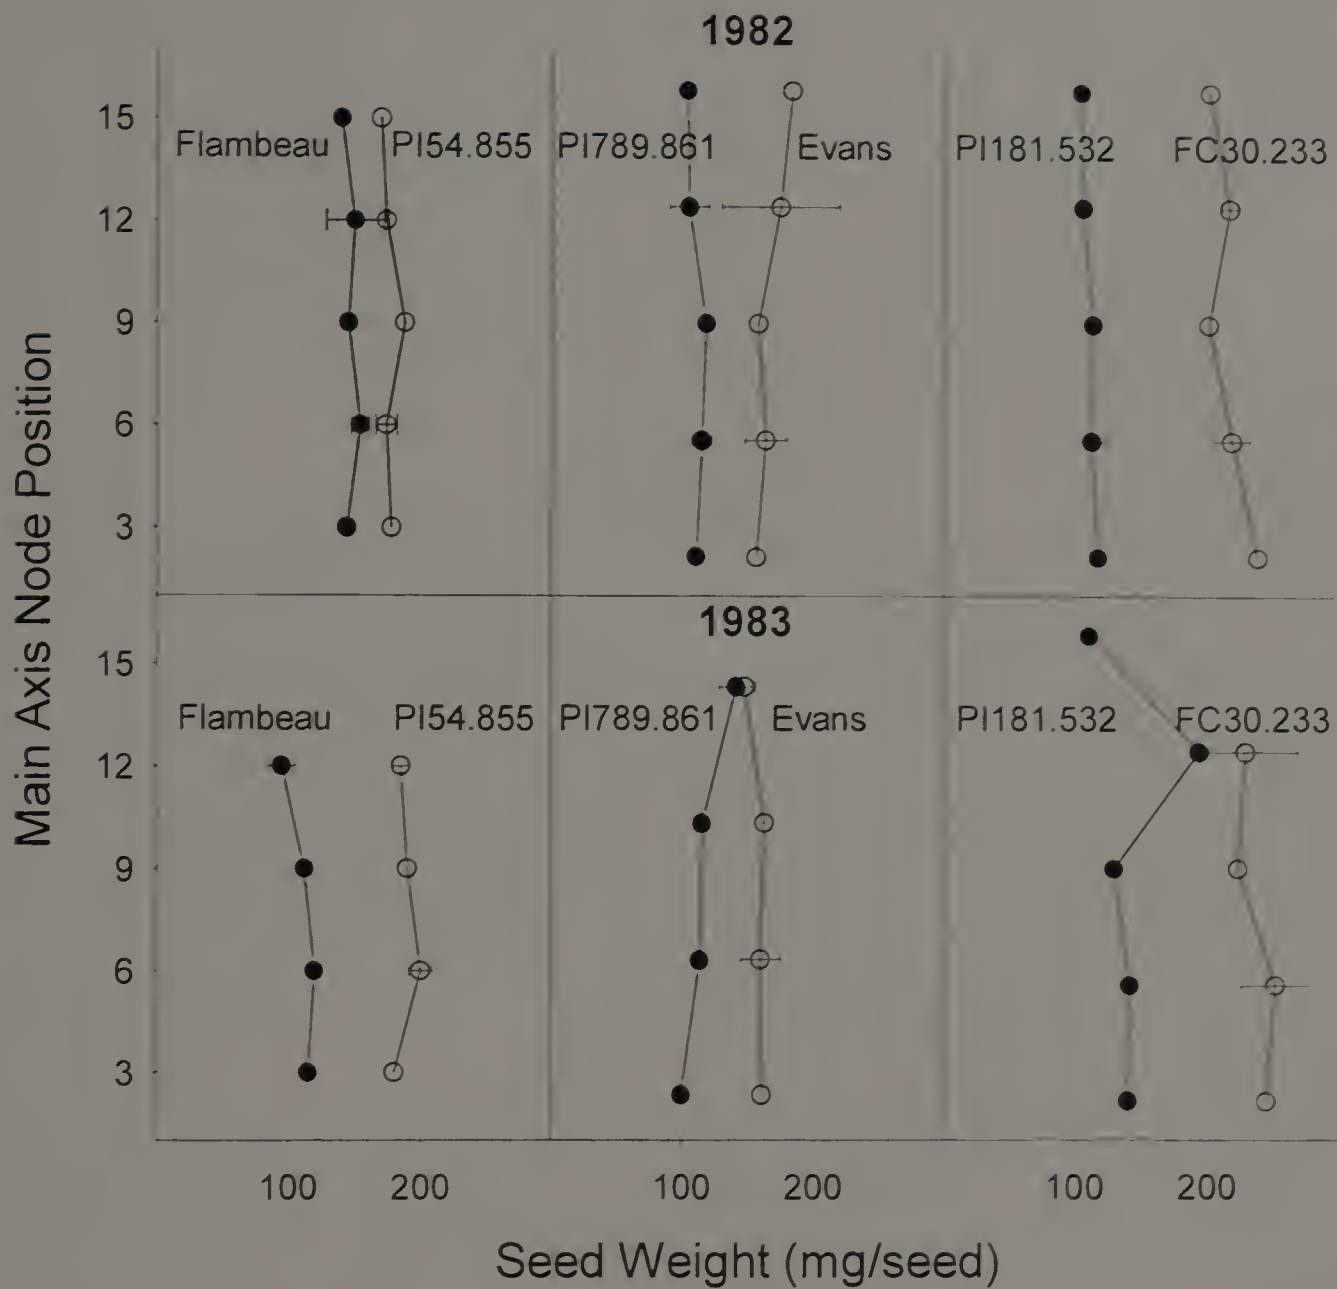 1982
15
Flambeau PI54.855 PI789.861 Evans PI181.532 FC30.233
12
9
6
3
Main Axis Node Position
1983
15
Flambeau PI54.855 PI789.861 Evans PI181.532 FC30.233
12
9
6
3
100 200 100 200 100 200
Seed Weight (mg/seed)